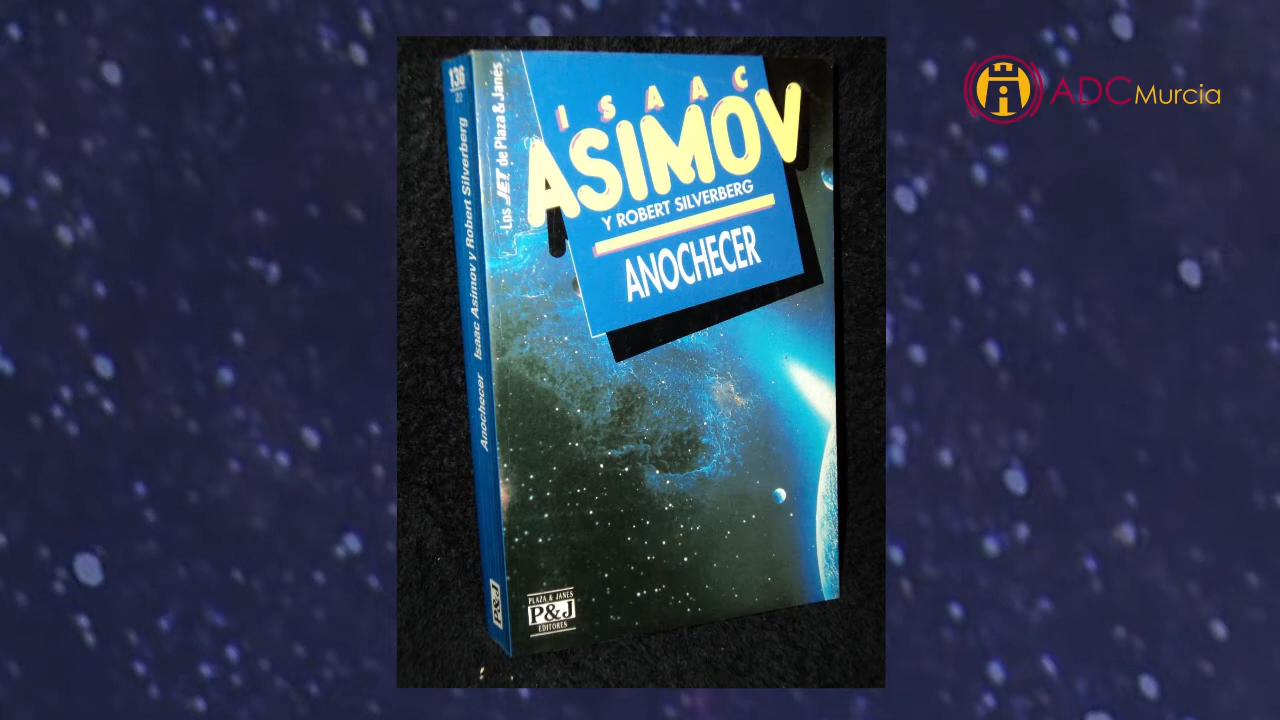 136
Los JET de Plaza & Janés
Anochecer Isaac Asimov y Robert Silverberg
P&J
ISAAC
ASIMOV
Y ROBERT SILVERBERG
ANOCHECER
PLAZA & JANES
P&J
EDITORES
ADCMurcia